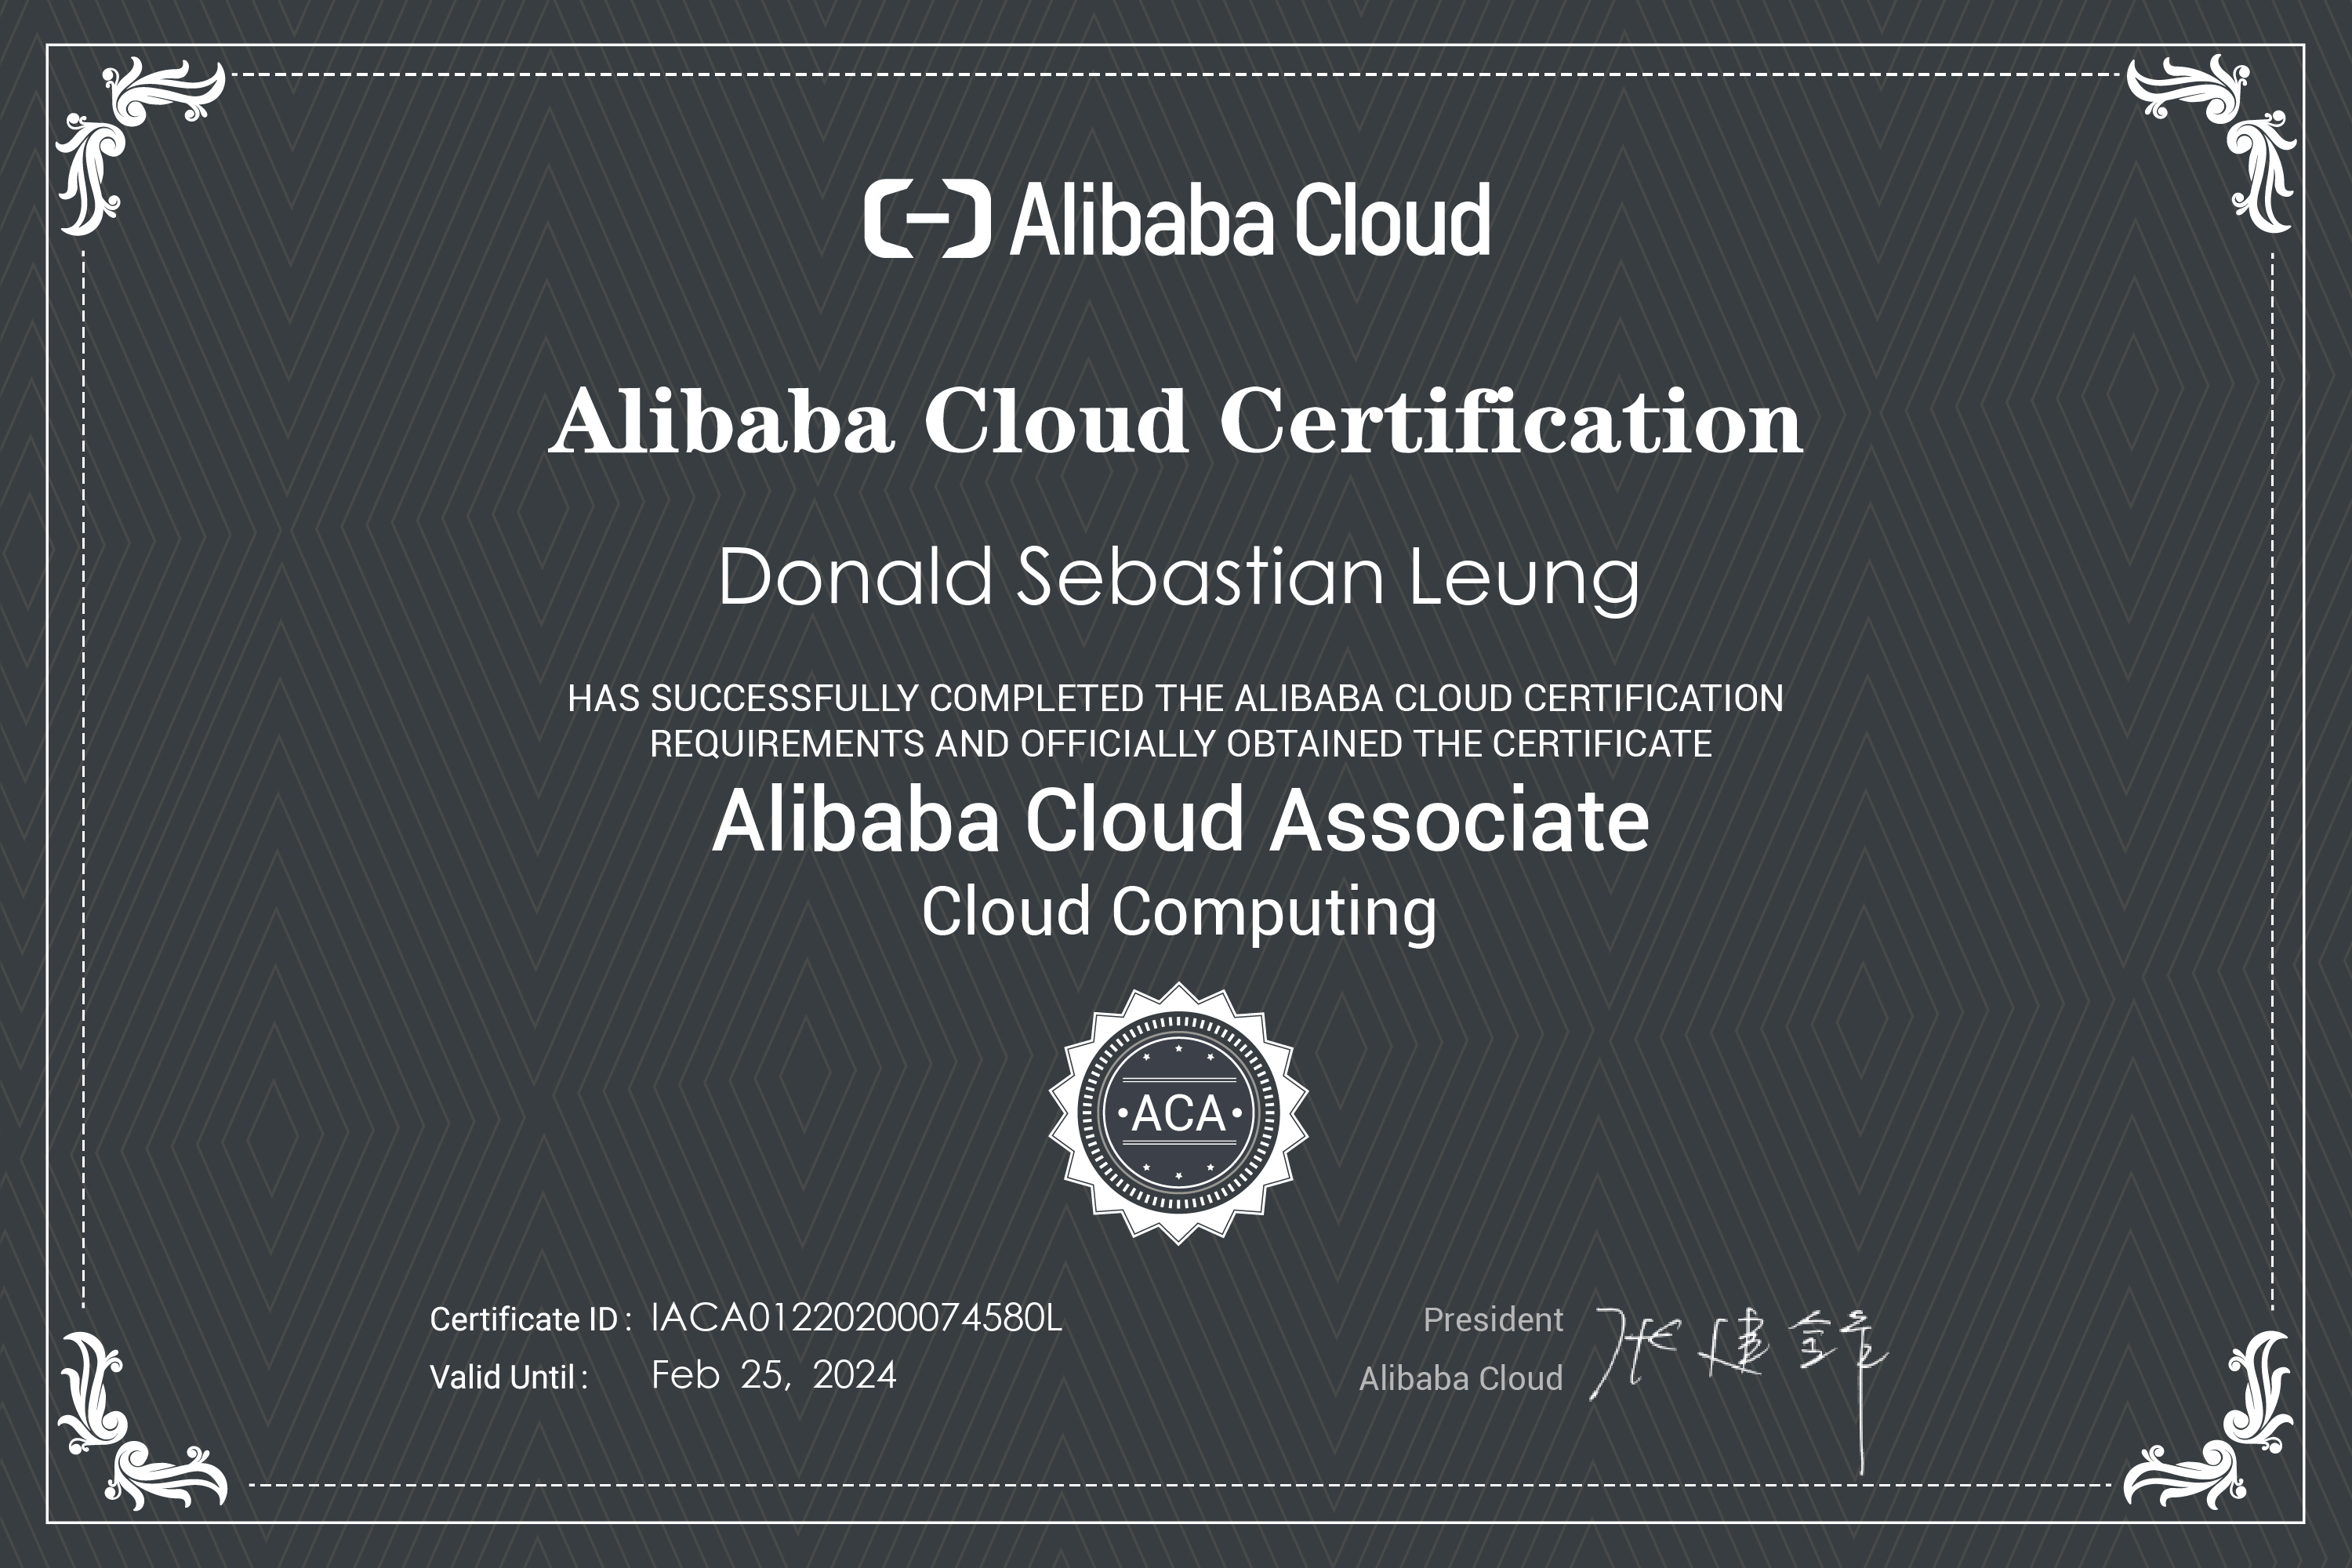 Alibaba Cloud
Alibaba Cloud Certification
Donald Sebastian Leung
HAS SUCCESSFULLY COMPLETED THE ALIBABA CLOUD CERTIFICATION
REQUIREMENTS AND OFFICIALLY OBTAINED THE CERTIFICATE
Alibaba Cloud Associate
Cloud Computing
•ACA•
Certificate ID : IACA01220200074580L
Valid Until : Feb 25, 2024
President
Alibaba Cloud
张建锋